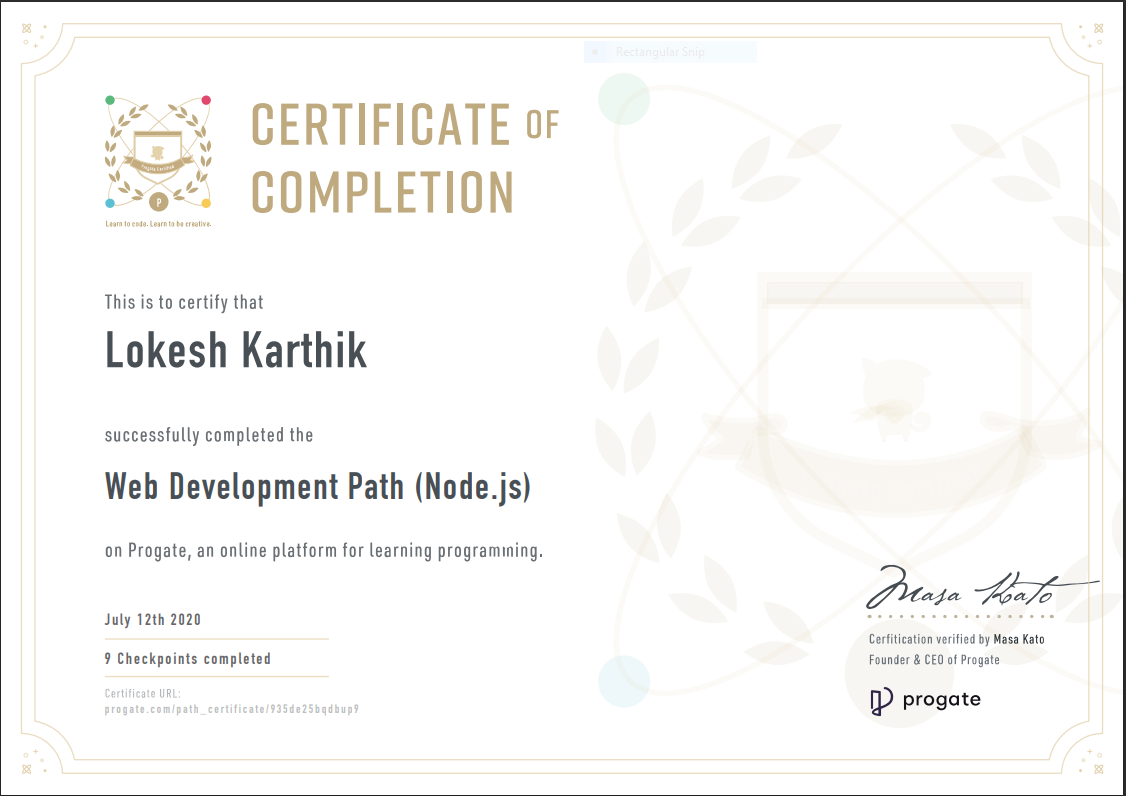 Rectangular Snip
CERTIFICATE OF
COMPLETION
Progate Certified
P
Learn to code. Learn to be creative.
This is to certify that
Lokesh Karthik
successfully completed the
Web Development Path (Node.js)
on Progate, an online platform for learning programming.
July 12th 2020
9 Checkpoints completed
Certificate URL:
progate.com/path_certificate/935de25bqdbup9
Masa Kato
Cerfitication verified by Masa Kato
Founder & CEO of Progate
progate